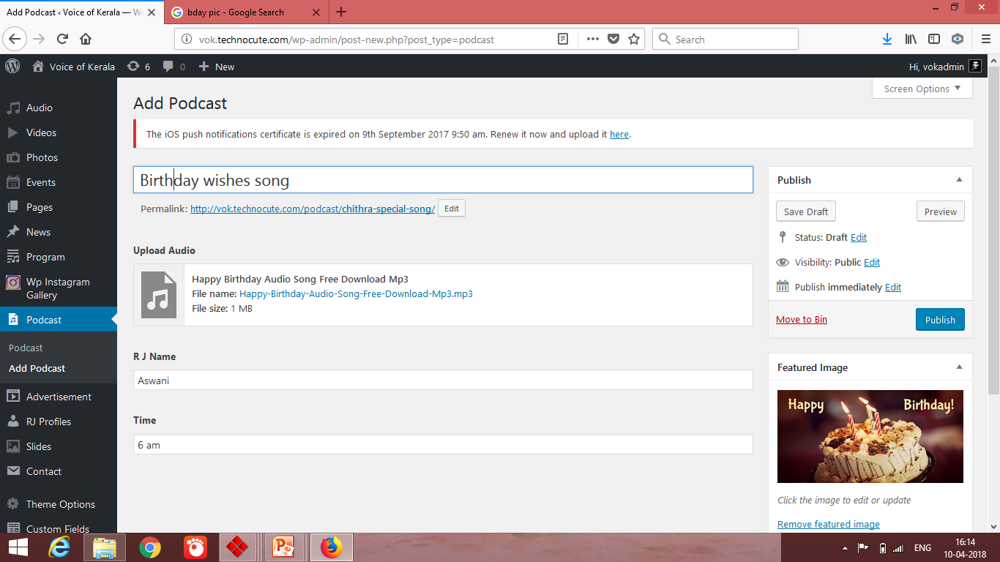 Add Podcast ‹ Voice of Kerala — Wo
bday pic - Google Search
vok.technocute.com/wp-admin/post-new.php?post_type=podcast
Search
Voice of Kerala
6
0
New
Hi, vokadmin
Screen Options
Audio
Videos
Photos
Events
Pages
News
Program
Wp Instagram
Gallery
Podcast
Podcast
Add Podcast
Advertisement
RJ Profiles
Slides
Contact
Theme Options
Custom Fields
Add Podcast
The iOS push notifications certificate is expired on 9th September 2017 9:50 am. Renew it now and upload it here.
Birthday wishes song
Permalink: http://vok.technocute.com/podcast/chithra-special-song/ Edit
Upload Audio
Happy Birthday Audio Song Free Download Mp3
File name: Happy-Birthday-Audio-Song-Free-Download-Mp3.mp3
File size: 1 MB
R J Name
Aswani
Time
6 am
Publish
Save Draft Preview
Status: Draft Edit
Visibility: Public Edit
Publish immediately Edit
Move to Bin Publish
Featured Image
Happy Birthday!
Click the image to edit or update
Remove featured image
ENG
16:14
10-04-2018